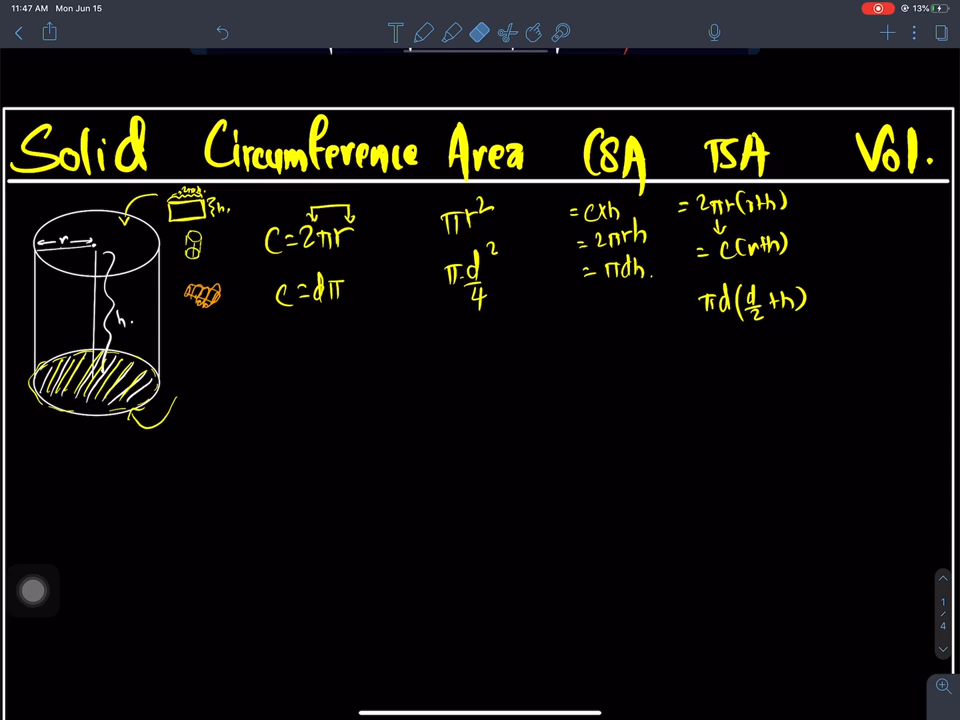 11:47 AM Mon Jun 15
13%
Solid Circumference Area CSA TSA Vol.
2πr
h.
r
h.
C=2πr
C=dπ
πr²
π·d²/4
=C×h
=2πrh
=πdh.
=2πr(r+h)
=C(r+h)
πd(d/2+h)
1
/
4